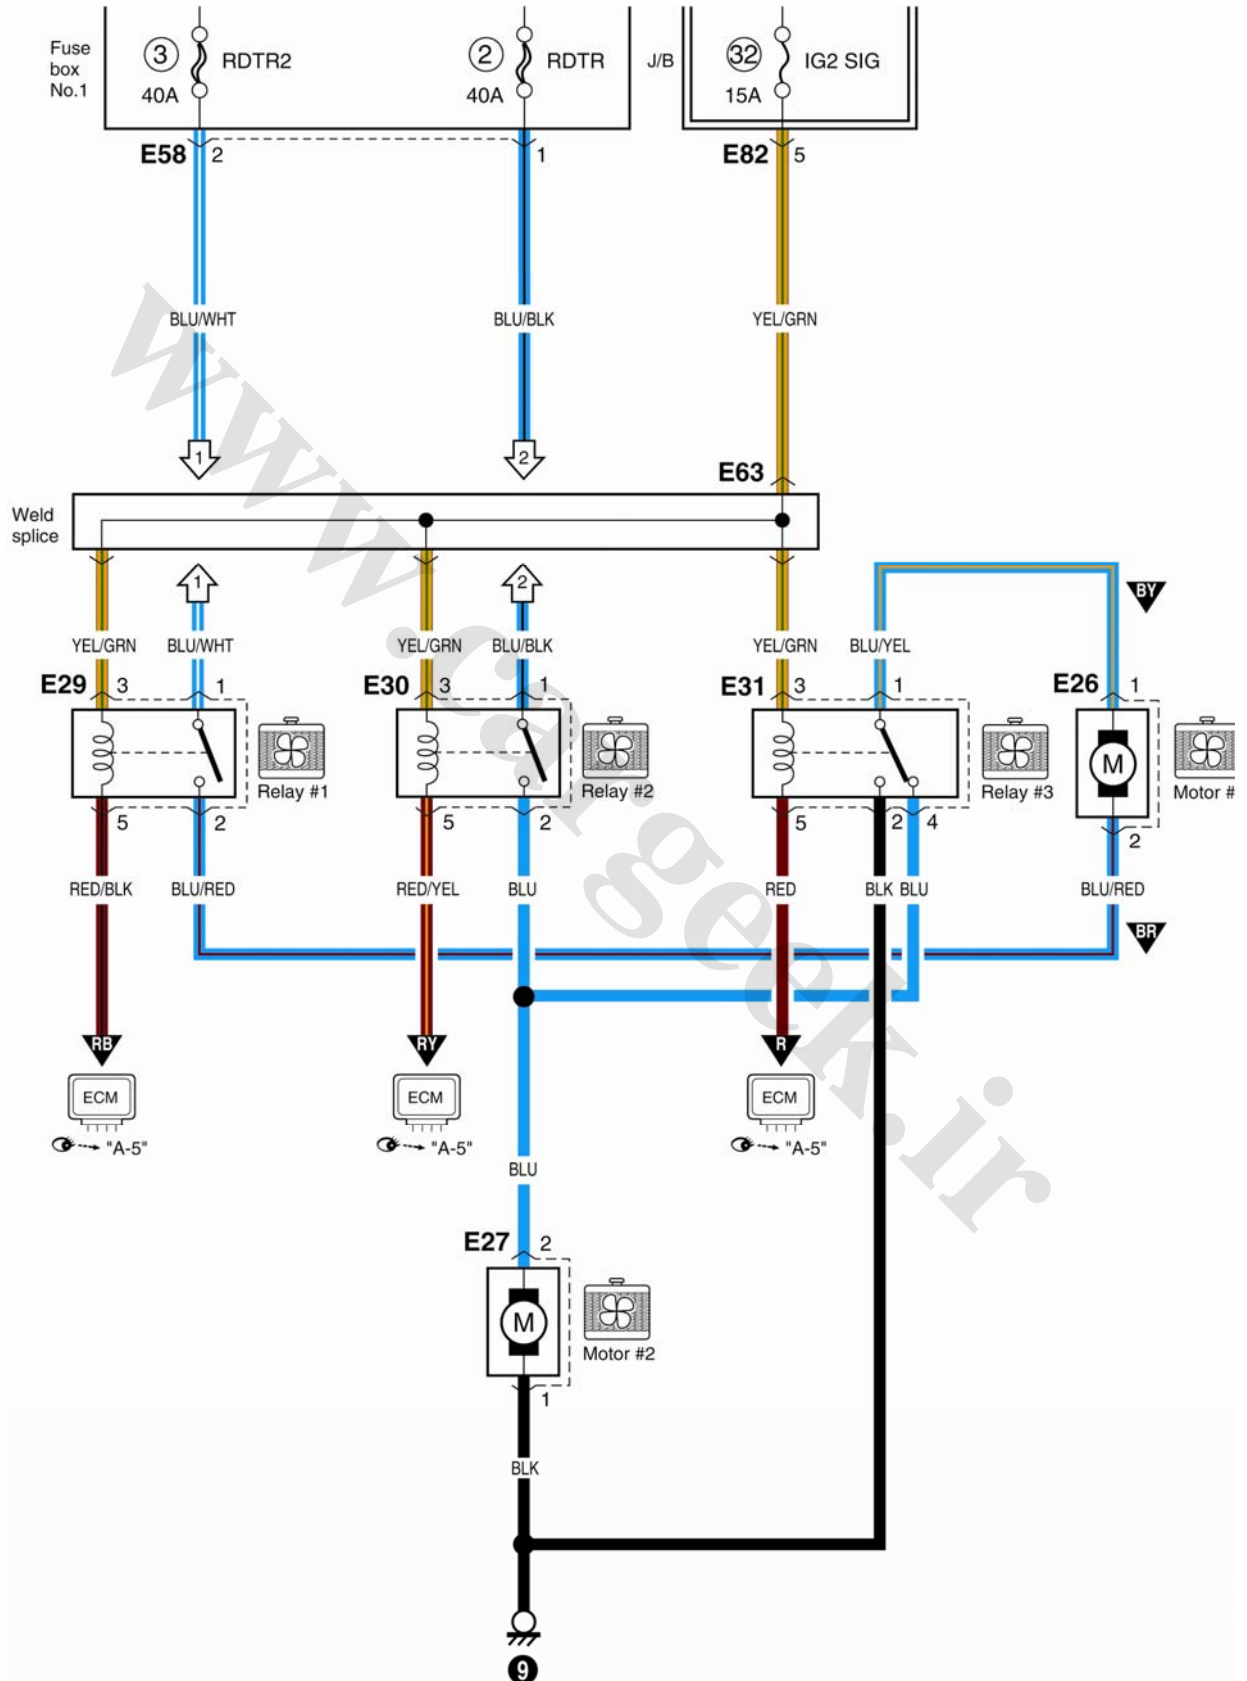 Fuse
box
No.1
3 RDTR2
40A
2 RDTR
40A
J/B
32 IG2 SIG
15A
E58 2
1
E82 5
BLU/WHT
BLU/BLK
YEL/GRN
1
2
E63
Weld
splice
1
2
BY
YEL/GRN
BLU/WHT
YEL/GRN
BLU/BLK
YEL/GRN
BLU/YEL
E29 3 1
E30 3 1
E31 3 1
E26 1
M
Relay #1
Relay #2
Relay #3
Motor #
5 2
5 2
5 2 4
2
RED/BLK
BLU/RED
RED/YEL
BLU
RED
BLK BLU
BLU/RED
BR
RB
RY
R
ECM
ECM
ECM
"A-5"
"A-5"
"A-5"
BLU
E27 2
M
Motor #2
1
BLK
9
www.cargeek.ir